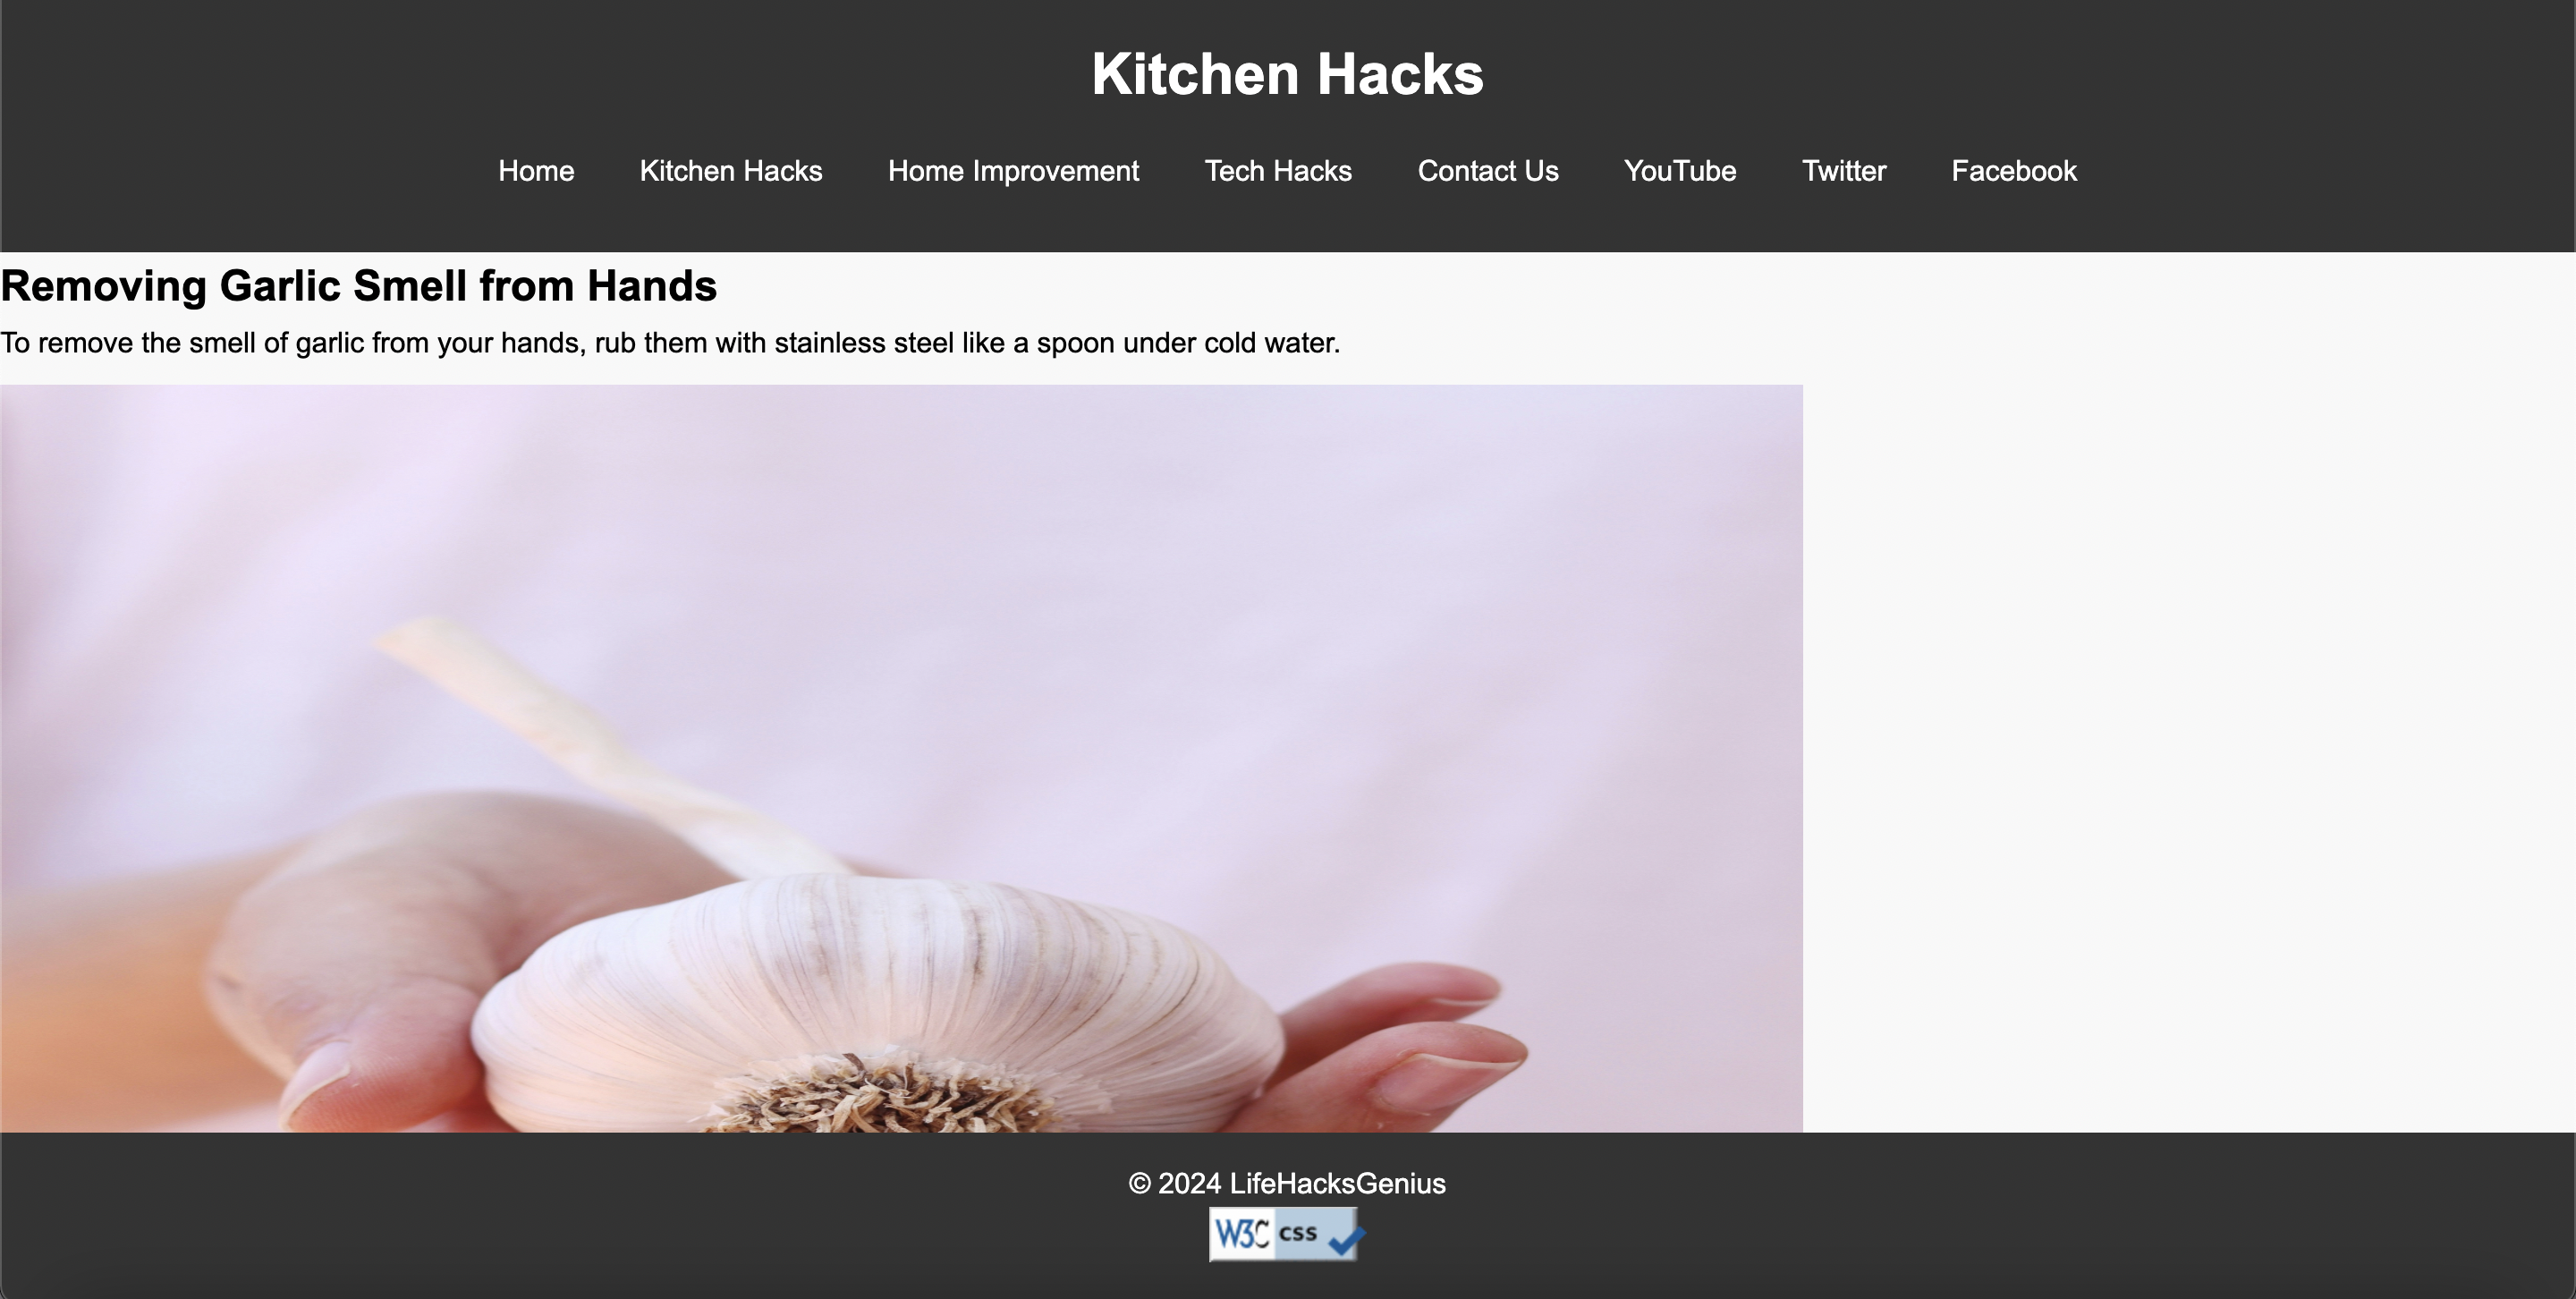 Kitchen Hacks
Home Kitchen Hacks Home Improvement Tech Hacks Contact Us YouTube Twitter Facebook
Removing Garlic Smell from Hands
To remove the smell of garlic from your hands, rub them with stainless steel like a spoon under cold water.
© 2024 LifeHacksGenius
W3C css